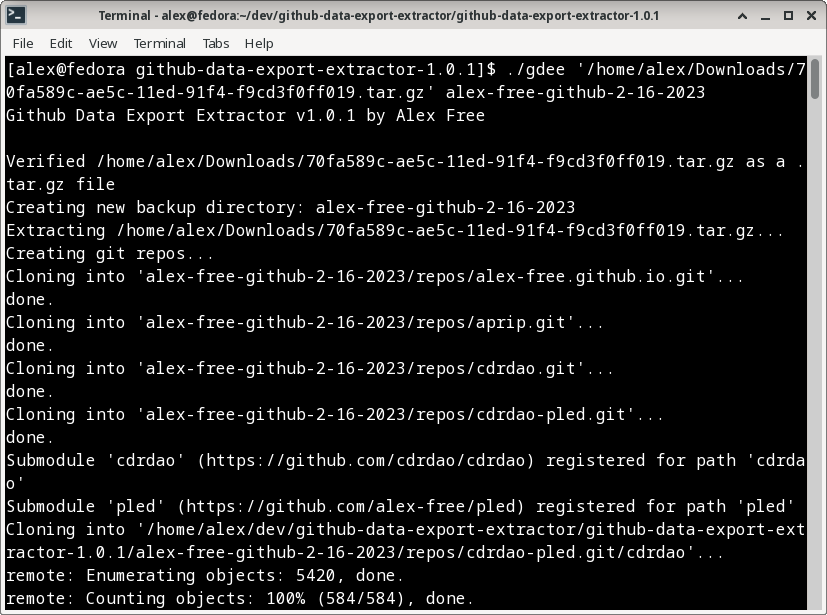 Terminal - alex@fedora:~/dev/github-data-export-extractor/github-data-export-extractor-1.0.1
File Edit View Terminal Tabs Help
[alex@fedora github-data-export-extractor-1.0.1]$ ./gdee '/home/alex/Downloads/7
0fa589c-ae5c-11ed-91f4-f9cd3f0ff019.tar.gz' alex-free-github-2-16-2023
Github Data Export Extractor v1.0.1 by Alex Free
Verified /home/alex/Downloads/70fa589c-ae5c-11ed-91f4-f9cd3f0ff019.tar.gz as a .
tar.gz file
Creating new backup directory: alex-free-github-2-16-2023
Extracting /home/alex/Downloads/70fa589c-ae5c-11ed-91f4-f9cd3f0ff019.tar.gz...
Creating git repos...
Cloning into 'alex-free-github-2-16-2023/repos/alex-free.github.io.git'...
done.
Cloning into 'alex-free-github-2-16-2023/repos/aprip.git'...
done.
Cloning into 'alex-free-github-2-16-2023/repos/cdrdao.git'...
done.
Cloning into 'alex-free-github-2-16-2023/repos/cdrdao-pled.git'...
done.
Submodule 'cdrdao' (https://github.com/cdrdao/cdrdao) registered for path 'cdrda
o'
Submodule 'pled' (https://github.com/alex-free/pled) registered for path 'pled'
Cloning into '/home/alex/dev/github-data-export-extractor/github-data-export-ext
ractor-1.0.1/alex-free-github-2-16-2023/repos/cdrdao-pled.git/cdrdao'...
remote: Enumerating objects: 5420, done.
remote: Counting objects: 100% (584/584), done.